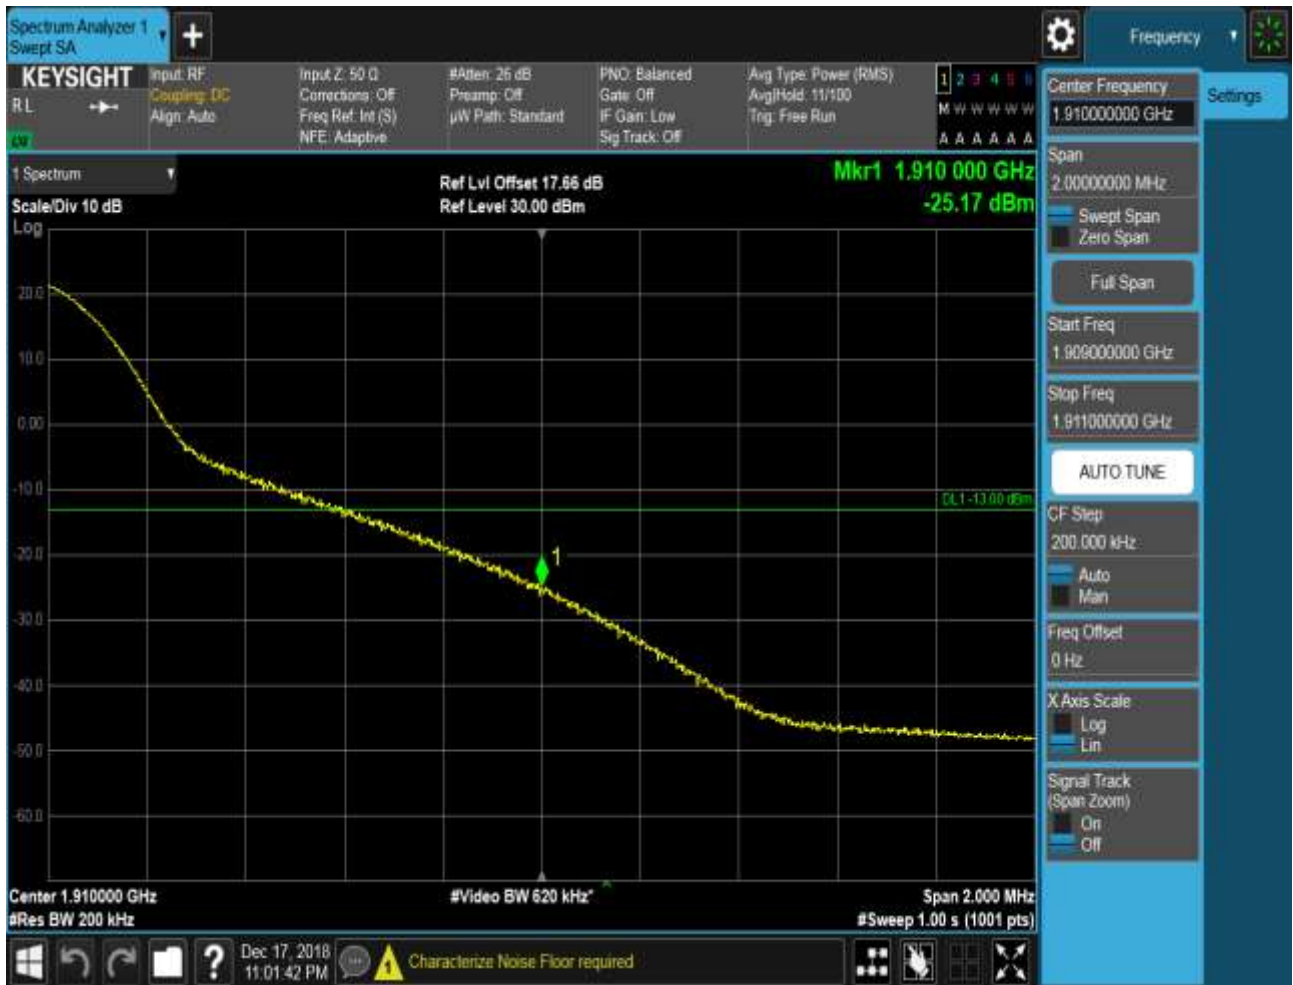 Spectrum Analyzer 1
Swept SA
Frequency
KEYSIGHT
R L
Input: RF
Coupling: DC
Align: Auto
Input Z: 50 Ω
Corrections: Off
Freq Ref: Int (S)
NFE: Adaptive
#Atten: 26 dB
Preamp: Off
µW Path: Standard
PNO: Balanced
Gate: Off
IF Gain: Low
Sig Track: Off
Avg Type: Power (RMS)
Avg|Hold: 11/100
Trig: Free Run
1 2 3 4 5 6
M W W W W W
A A A A A A
1 Spectrum
Scale/Div 10 dB
Log
Ref Lvl Offset 17.66 dB
Ref Level 30.00 dBm
Mkr1 1.910 000 GHz
-25.17 dBm
20.0
10.0
0.00
-10.0
DL1 -13.00 dBm
-20.0
1
-30.0
-40.0
-50.0
-60.0
Center 1.910000 GHz
#Res BW 200 kHz
#Video BW 620 kHz*
Span 2.000 MHz
#Sweep 1.00 s (1001 pts)
Center Frequency
1.910000000 GHz
Settings
Span
2.00000000 MHz
Swept Span
Zero Span
Full Span
Start Freq
1.909000000 GHz
Stop Freq
1.911000000 GHz
AUTO TUNE
CF Step
200.000 kHz
Auto
Man
Freq Offset
0 Hz
X Axis Scale
Log
Lin
Signal Track
(Span Zoom)
On
Off
?
Dec 17, 2018
11:01:42 PM
Characterize Noise Floor required